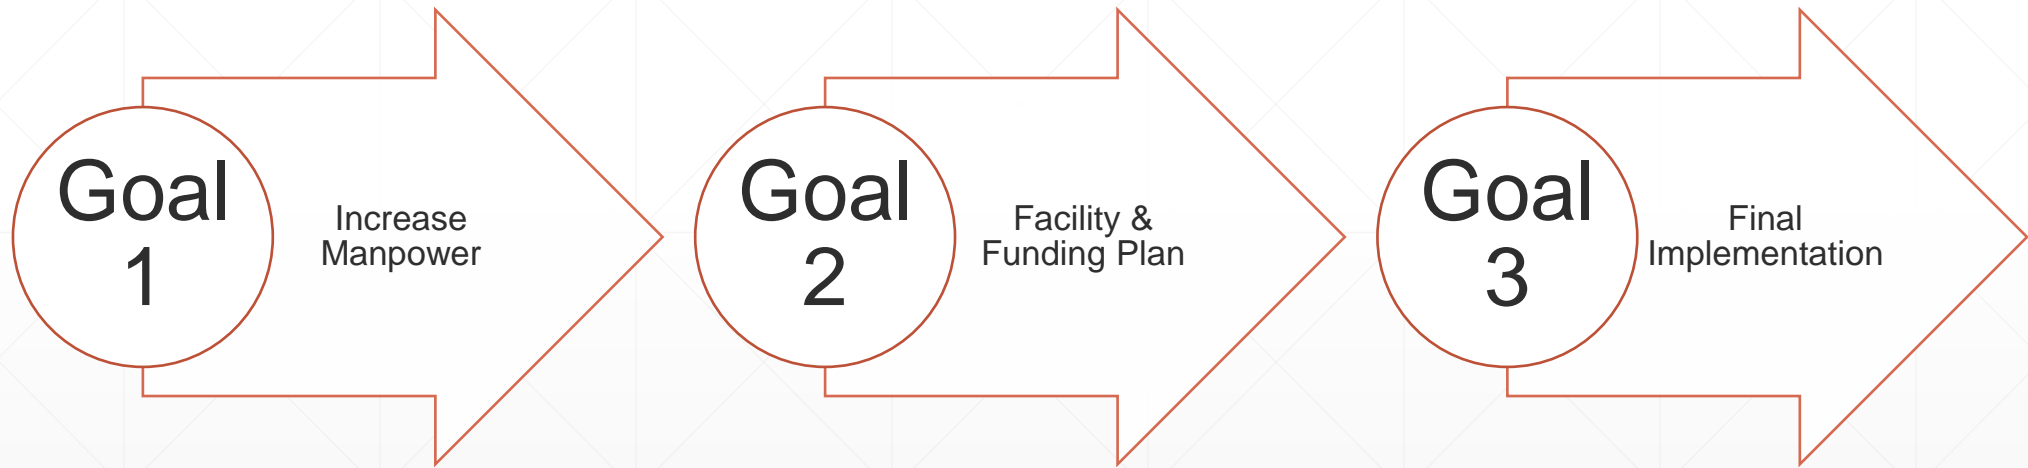 Goal
1
Increase
Manpower
Goal
2
Facility &
Funding Plan
Goal
3
Final
Implementation